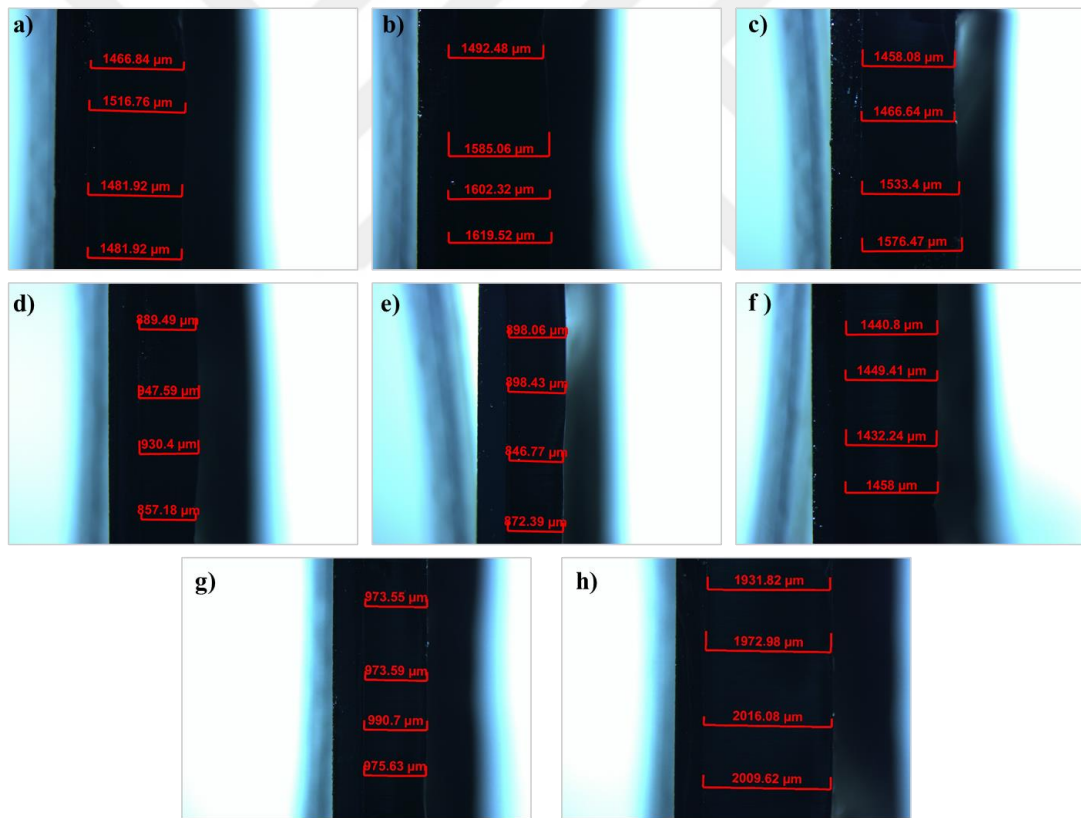 a)
1466.84 µm
1516.76 µm
1481.92 µm
1481.92 µm
b)
1492.48 µm
1585.06 µm
1602.32 µm
1619.52 µm
c)
1458.08 µm
1466.64 µm
1533.4 µm
1576.47 µm
d)
889.49 µm
947.59 µm
930.4 µm
857.18 µm
e)
898.06 µm
898.43 µm
846.77 µm
872.39 µm
f )
1440.8 µm
1449.41 µm
1432.24 µm
1458 µm
g)
973.55 µm
973.59 µm
990.7 µm
975.63 µm
h)
1931.82 µm
1972.98 µm
2016.08 µm
2009.62 µm